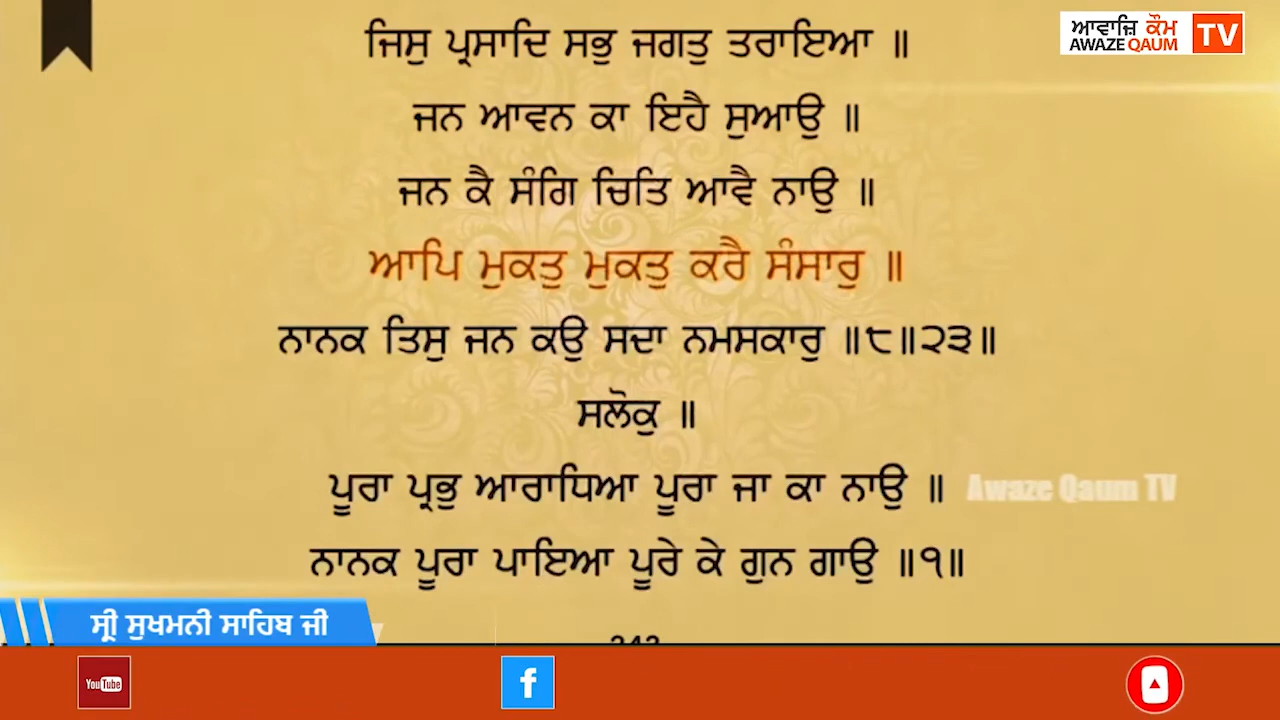 ਆਵਾਜ਼ਿ ਕੌਮ
AWAZE QAUM TV
ਜਿਸੁ ਪ੍ਰਸਾਦਿ ਸਭੁ ਜਗਤੁ ਤਰਾਇਆ ॥
ਜਨ ਆਵਨ ਕਾ ਇਹੈ ਸੁਆਉ ॥
ਜਨ ਕੈ ਸੰਗਿ ਚਿਤਿ ਆਵੈ ਨਾਉ ॥
ਆਪਿ ਮੁਕਤੁ ਮੁਕਤੁ ਕਰੈ ਸੰਸਾਰੁ ॥
ਨਾਨਕ ਤਿਸੁ ਜਨ ਕਉ ਸਦਾ ਨਮਸਕਾਰੁ ॥੮॥੨੩॥
ਸਲੋਕੁ ॥
ਪੂਰਾ ਪ੍ਰਭੁ ਆਰਾਧਿਆ ਪੂਰਾ ਜਾ ਕਾ ਨਾਉ ॥
Awaze Qaum TV
ਨਾਨਕ ਪੂਰਾ ਪਾਇਆ ਪੂਰੇ ਕੇ ਗੁਨ ਗਾਉ ॥੧॥
ਸ੍ਰੀ ਸੁਖਮਨੀ ਸਾਹਿਬ ਜੀ
YouTube